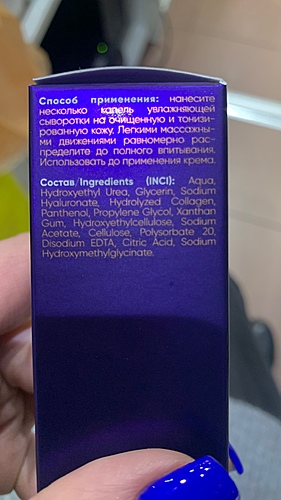 Способ применения: нанесите
несколько капель увлажняющей
сыворотки на очищенную и тонизи-
рованную кожу. Легкими массажны-
ми движениями равномерно рас-
пределите до полного впитывания.
Использовать до применения крема.
Состав/Ingredients (INCI): Aqua,
Hydroxyethyl Urea, Glycerin, Sodium
Hyaluronate, Hydrolyzed Collagen,
Panthenol, Propylene Glycol, Xanthan
Gum, Hydroxyethylcellulose, Sodium
Acetate, Cellulose, Polysorbate 20,
Disodium EDTA, Citric Acid, Sodium
Hydroxymethylglycinate.